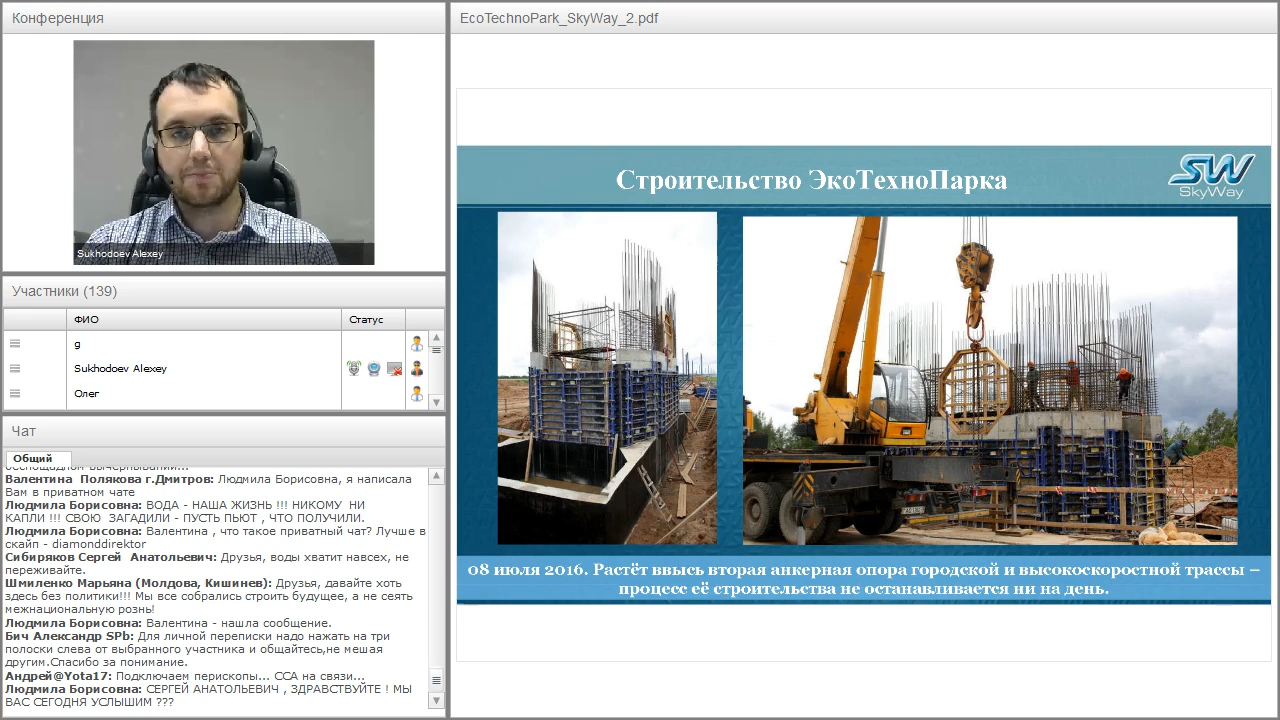 Конференция
Sukhodoev Alexey
Участники (139)
ФИО
Статус
g
Sukhodoev Alexey
Олег
Чат
Общий
Валентина Полякова г.Дмитров: Людмила Борисовна, я написала
Вам в приватном чате
Людмила Борисовна: ВОДА - НАША ЖИЗНЬ !!! НИКОМУ НИ
КАПЛИ !!! СВОЮ ЗАГАДИЛИ - ПУСТЬ ПЬЮТ , ЧТО ПОЛУЧИЛИ.
Людмила Борисовна: Валентина , что такое приватный чат? Лучше в
скайп - diamonddirektor
Сибиряков Сергей Анатольевич: Друзья, воды хватит навсех, не
переживайте.
Шмиленко Марьяна (Молдова, Кишинев): Друзья, давайте хоть
здесь без политики!!! Мы все собрались строить будущее, а не сеять
межнациональную рознь!
Людмила Борисовна: Валентина - нашла сообщение.
Бич Александр SPb: Для личной переписки надо нажать на три
полоски слева от выбранного участника и общайтесь,не мешая
другим.Спасибо за понимание.
Андрей@Yota17: Подключаем перископы... ССА на связи...
Людмила Борисовна: СЕРГЕЙ АНАТОЛЬЕВИЧ , ЗДРАВСТВУЙТЕ ! МЫ
ВАС СЕГОДНЯ УСЛЫШИМ ???
EcoTechnoPark_SkyWay_2.pdf
Строительство ЭкоТехноПарка
SW
SkyWay
08 июля 2016. Растёт ввысь вторая анкерная опора городской и высокоскоростной трассы –
процесс её строительства не останавливается ни на день.